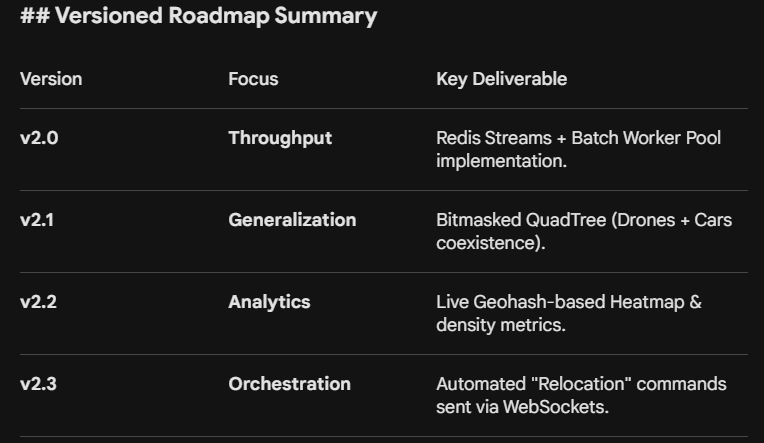 ## Versioned Roadmap Summary
Version Focus Key Deliverable
v2.0 Throughput Redis Streams + Batch Worker Pool
implementation.
v2.1 Generalization Bitmasked QuadTree (Drones + Cars
coexistence).
v2.2 Analytics Live Geohash-based Heatmap &
density metrics.
v2.3 Orchestration Automated "Relocation" commands
sent via WebSockets.